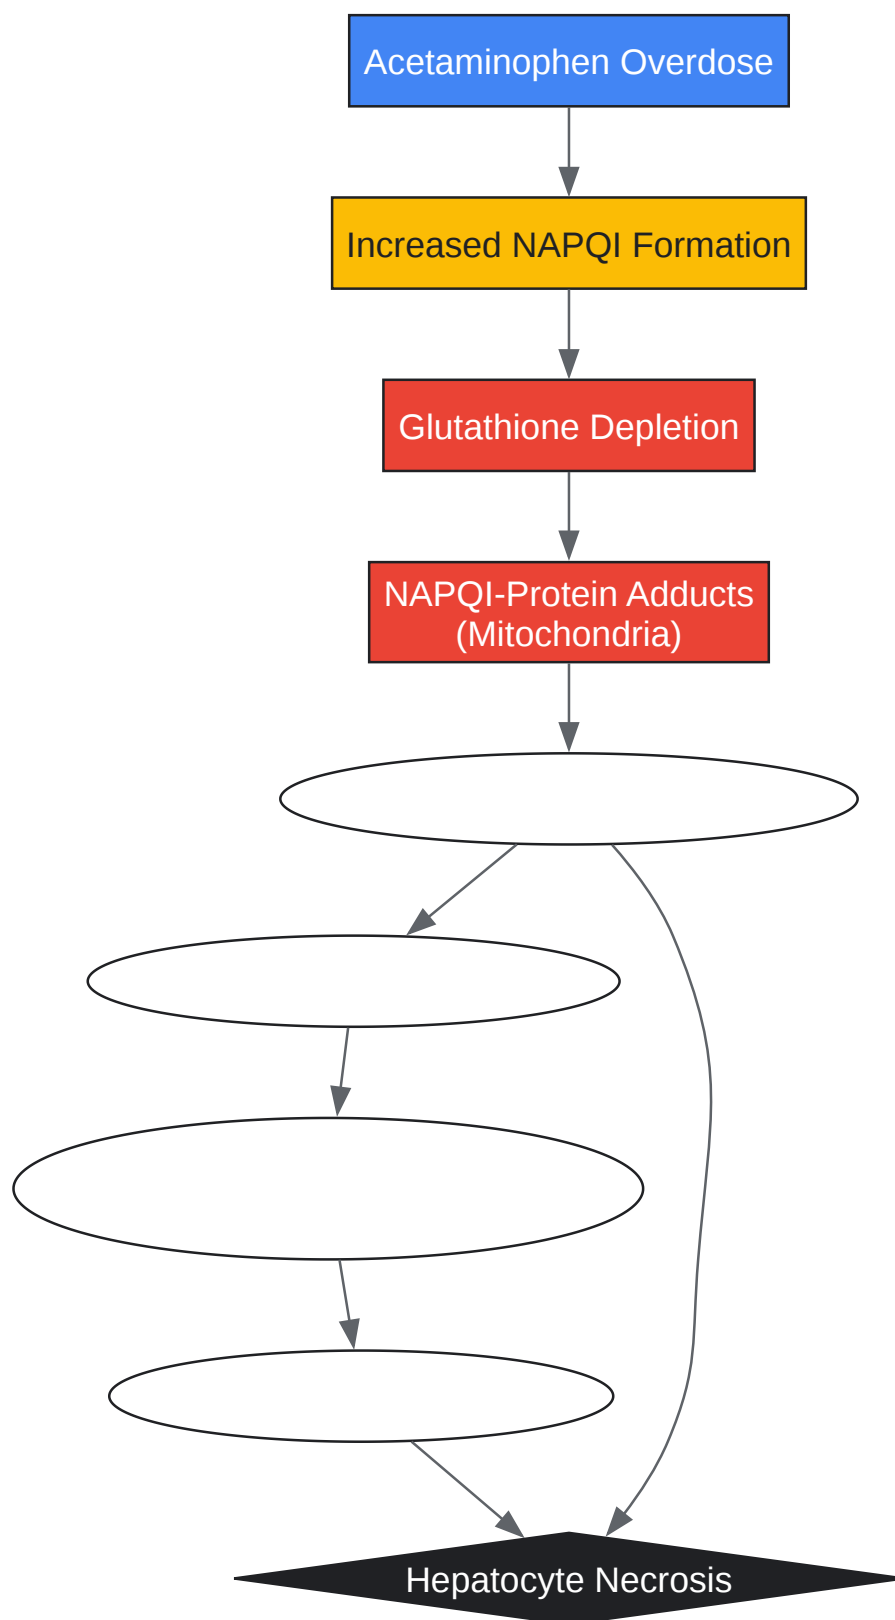 Acetaminophen Overdose
Increased NAPQI Formation
Glutathione Depletion
NAPQI-Protein Adducts
(Mitochondria)
Hepatocyte Necrosis